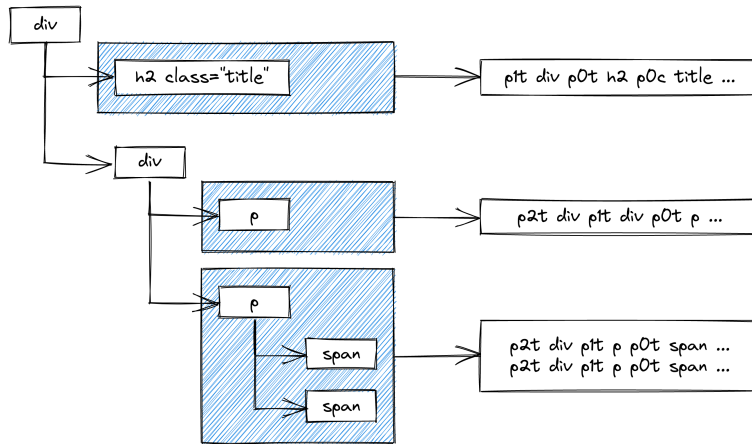 div
h2 class="title"
p1t div p0t h2 p0c title ...
div
p
p2t div p1t div p0t p ...
p
span
p2t div p1t p p0t span ...
p2t div p1t p p0t span ...
span